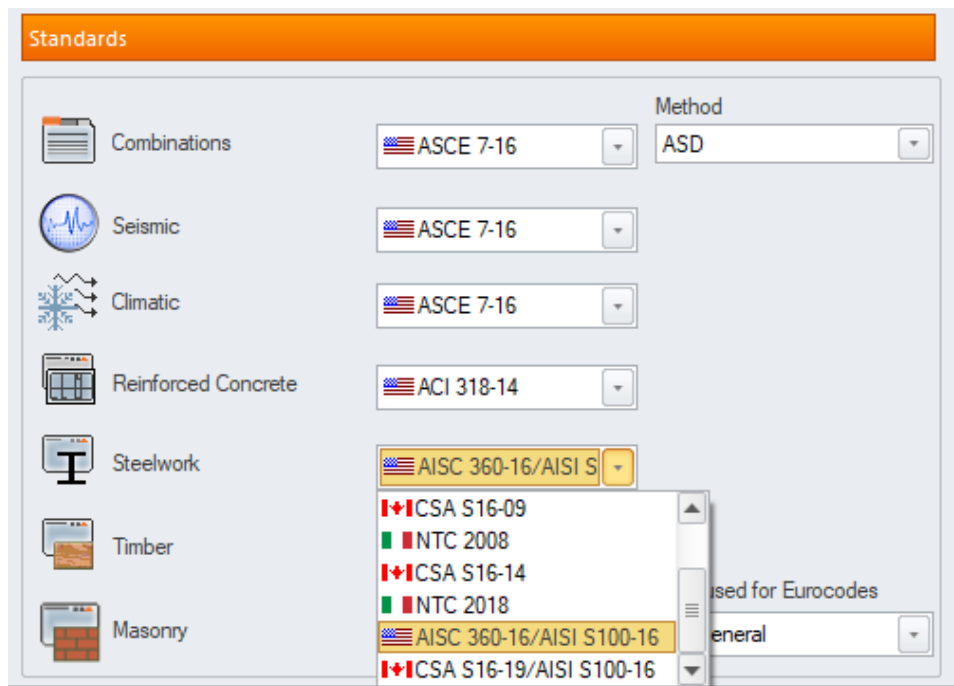 Standards
Method
Combinations
ASCE 7-16
ASD
Seismic
ASCE 7-16
Climatic
ASCE 7-16
Reinforced Concrete
ACI 318-14
Steelwork
AISC 360-16/AISI S
CSA S16-09
NTC 2008
Timber
CSA S16-14
used for Eurocodes
NTC 2018
Masonry
AISC 360-16/AISI S100-16
eneral
CSA S16-19/AISI S100-16